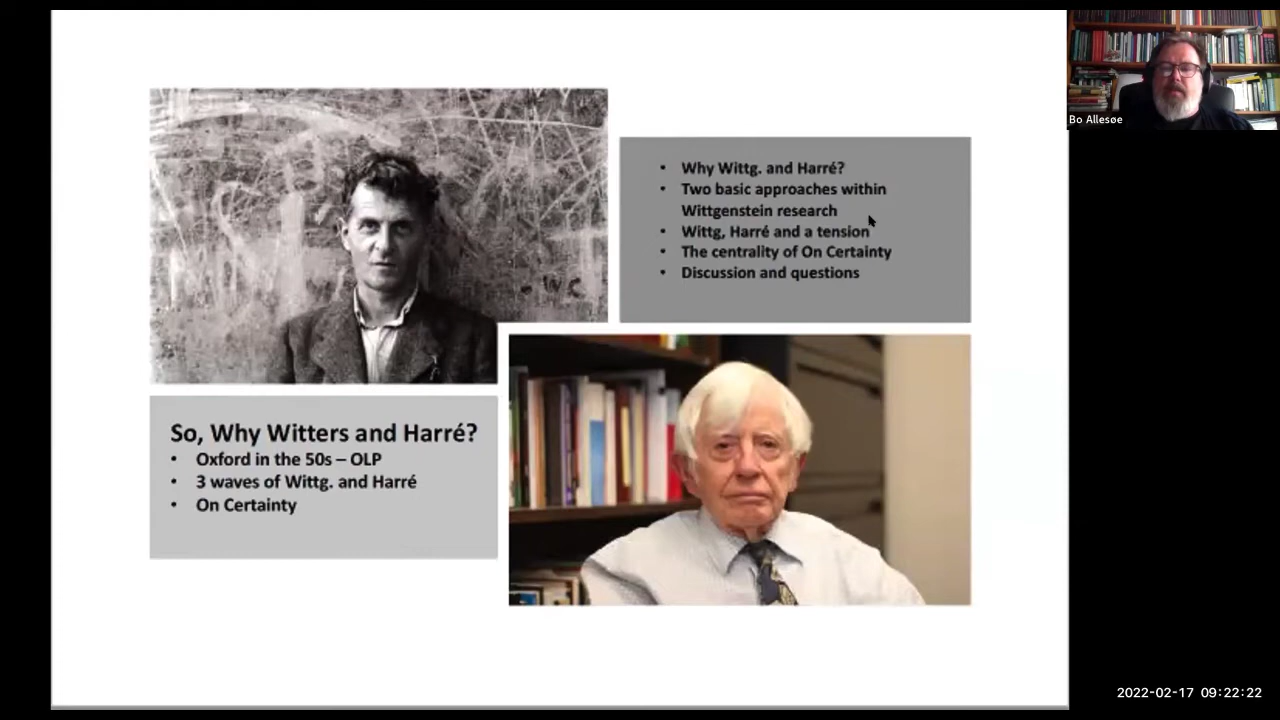 • Why Wittg. and Harré?
• Two basic approaches within
Wittgenstein research
• Wittg, Harré and a tension
• The centrality of On Certainty
• Discussion and questions
So, Why Witters and Harré?
• Oxford in the 50s – OLP
• 3 waves of Wittg. and Harré
• On Certainty
Bo Allesøe
2022-02-17 09:22:22